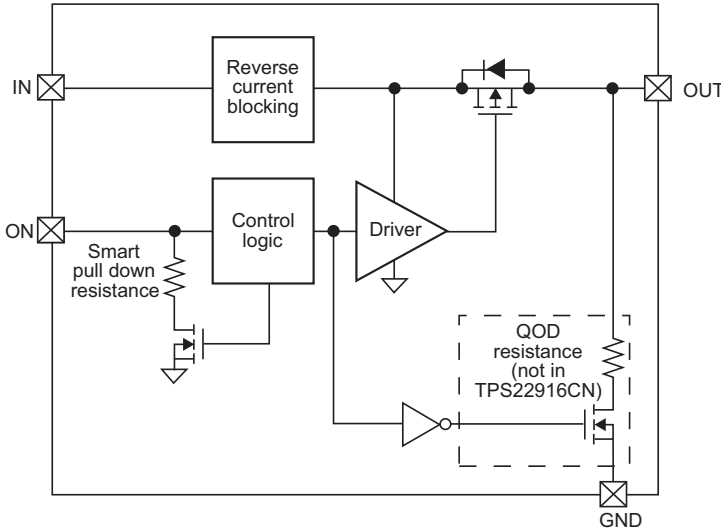 Reverse
current
blocking
IN
OUT
ON
Control
logic
Driver
Smart
pull down
resistance
QOD
resistance
(not in
TPS22916CN)
GND